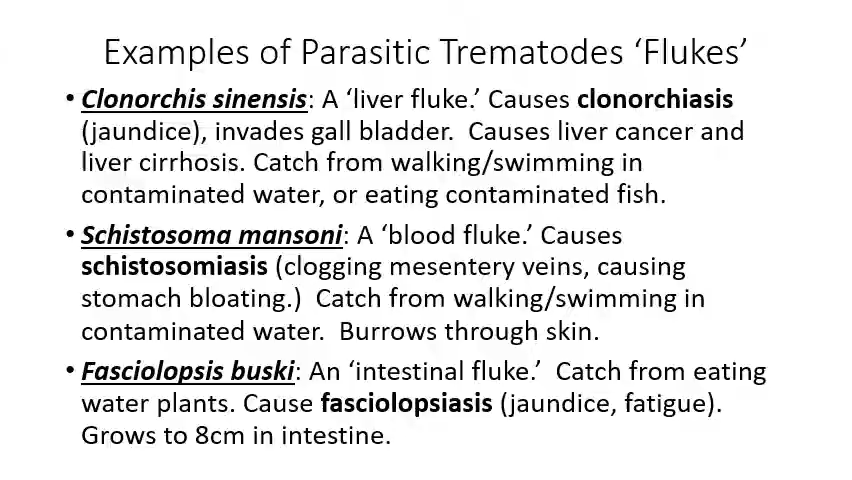 Examples of Parasitic Trematodes ‘Flukes’
• Clonorchis sinensis: A ‘liver fluke.’ Causes clonorchiasis
(jaundice), invades gall bladder.  Causes liver cancer and
liver cirrhosis. Catch from walking/swimming in
contaminated water, or eating contaminated fish.
• Schistosoma mansoni: A ‘blood fluke.’ Causes
schistosomiasis (clogging mesentery veins, causing
stomach bloating.)  Catch from walking/swimming in
contaminated water.  Burrows through skin.
• Fasciolopsis buski: An ‘intestinal fluke.’  Catch from eating
water plants. Cause fasciolopsiasis (jaundice, fatigue).
Grows to 8cm in intestine.